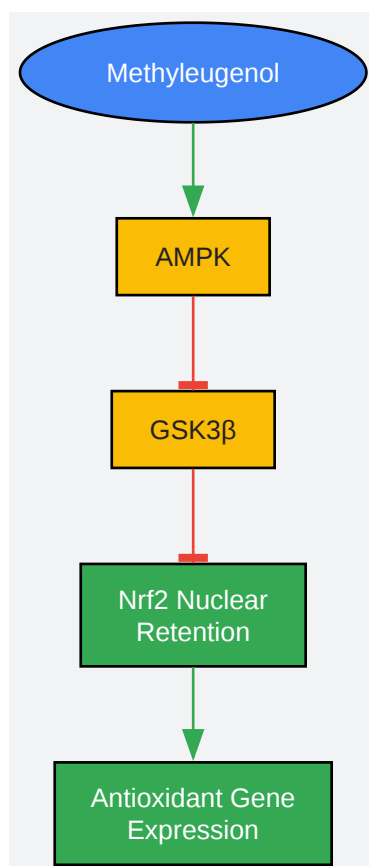 Methyleugenol
AMPK
GSK3β
Nrf2 Nuclear
Retention
Antioxidant Gene
Expression